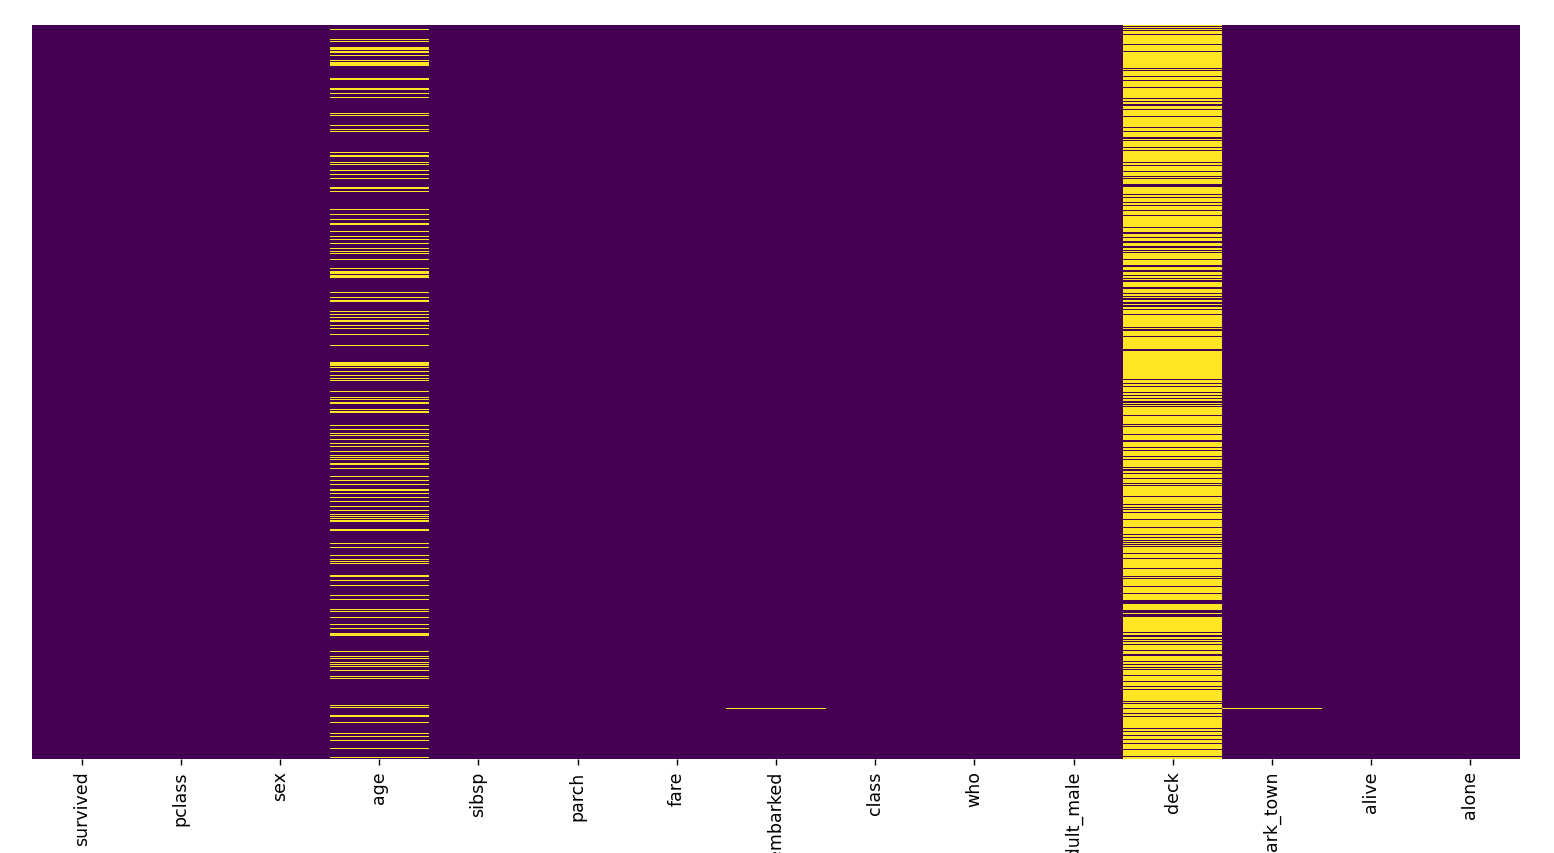 survived
pclass
sex
age
sibsp
parch
fare
embarked
class
who
dult_male
deck
ark_town
alive
alone